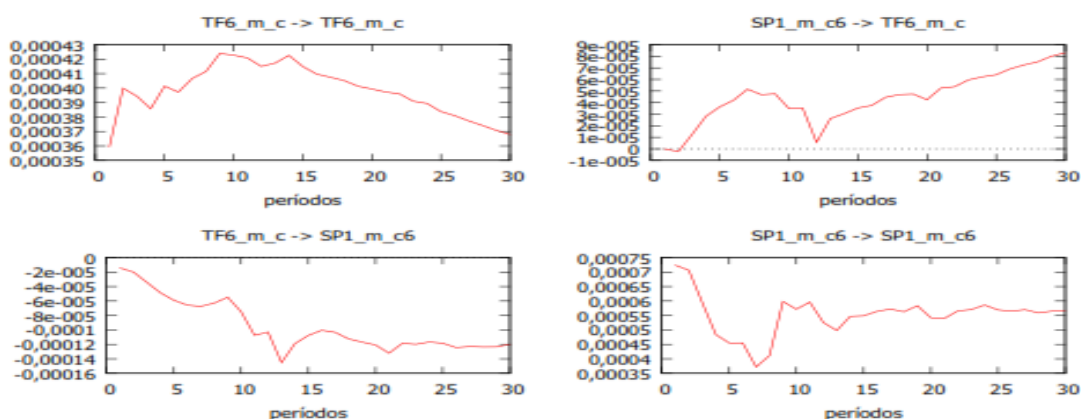 TF6_m_c -> TF6_m_c
0,00043
0,00042
0,00041
0,00040
0,00039
0,00038
0,00037
0,00036
0,00035
0 5 10 15 20 25 30
períodos
SP1_m_c6 -> TF6_m_c
9e-005
8e-005
7e-005
6e-005
5e-005
4e-005
3e-005
2e-005
1e-005
0
-1e-005
0 5 10 15 20 25 30
períodos
TF6_m_c -> SP1_m_c6
0
-2e-005
-4e-005
-6e-005
-8e-005
-0,0001
-0,00012
-0,00014
-0,00016
0 5 10 15 20 25 30
períodos
SP1_m_c6 -> SP1_m_c6
0,00075
0,0007
0,00065
0,0006
0,00055
0,0005
0,00045
0,0004
0,00035
0 5 10 15 20 25 30
períodos